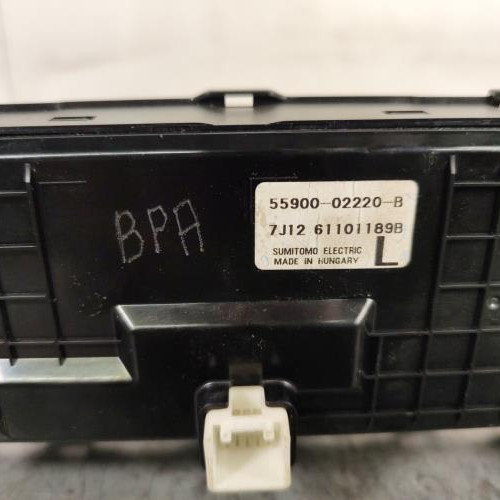 BPA
55900-02220-B
7J12 61101189B
SUMITOMO ELECTRIC
MADE IN HUNGARY L